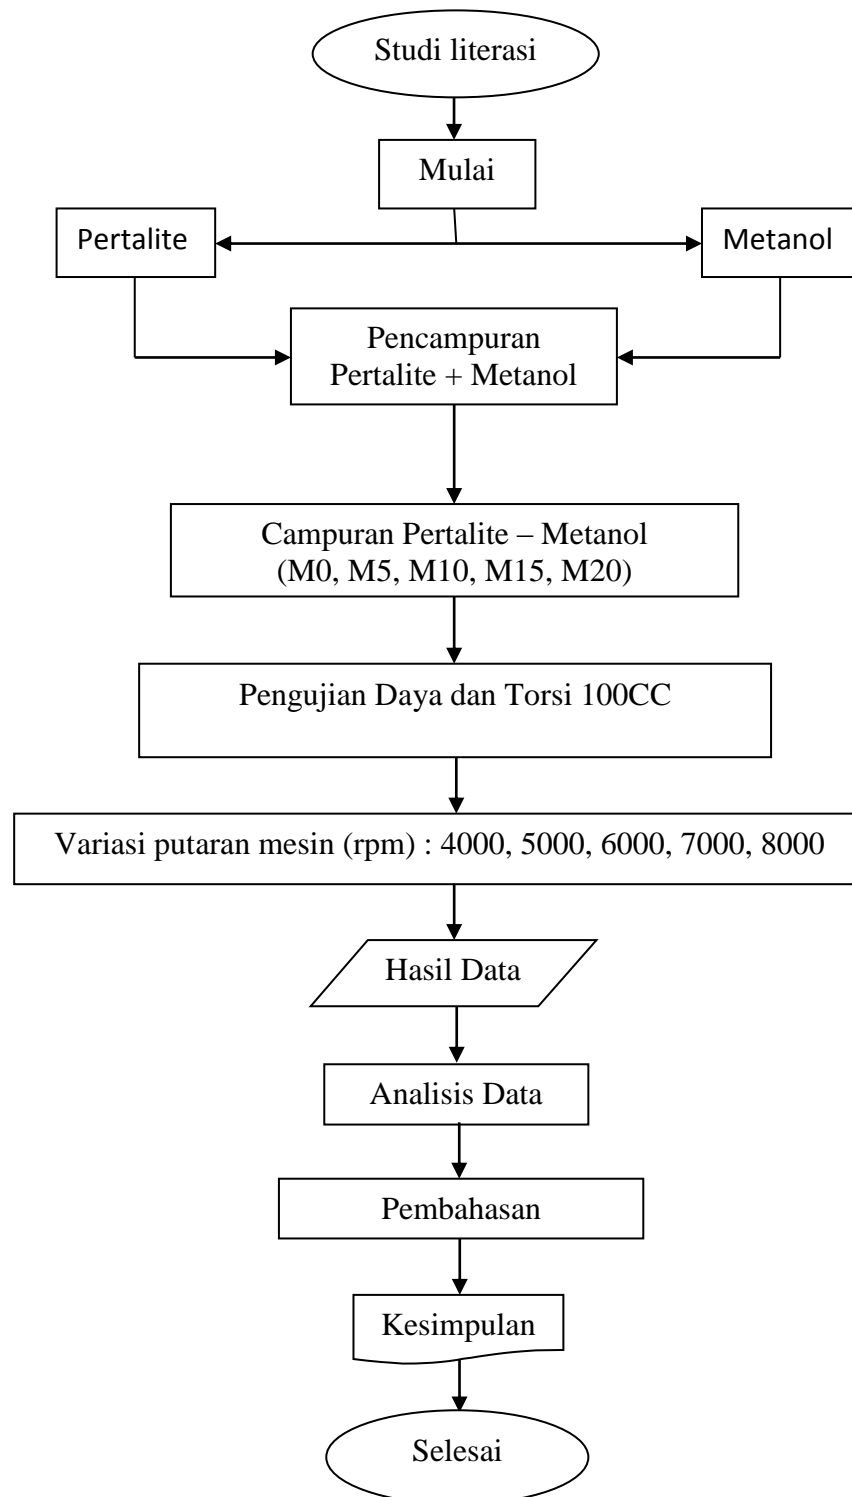 Studi literasi
Mulai
Pertalite
Metanol
Pencampuran
Pertalite + Metanol
Campuran Pertalite – Metanol
(M0, M5, M10, M15, M20)
Pengujian Daya dan Torsi 100CC
Variasi putaran mesin (rpm) : 4000, 5000, 6000, 7000, 8000
Hasil Data
Analisis Data
Pembahasan
Kesimpulan
Selesai